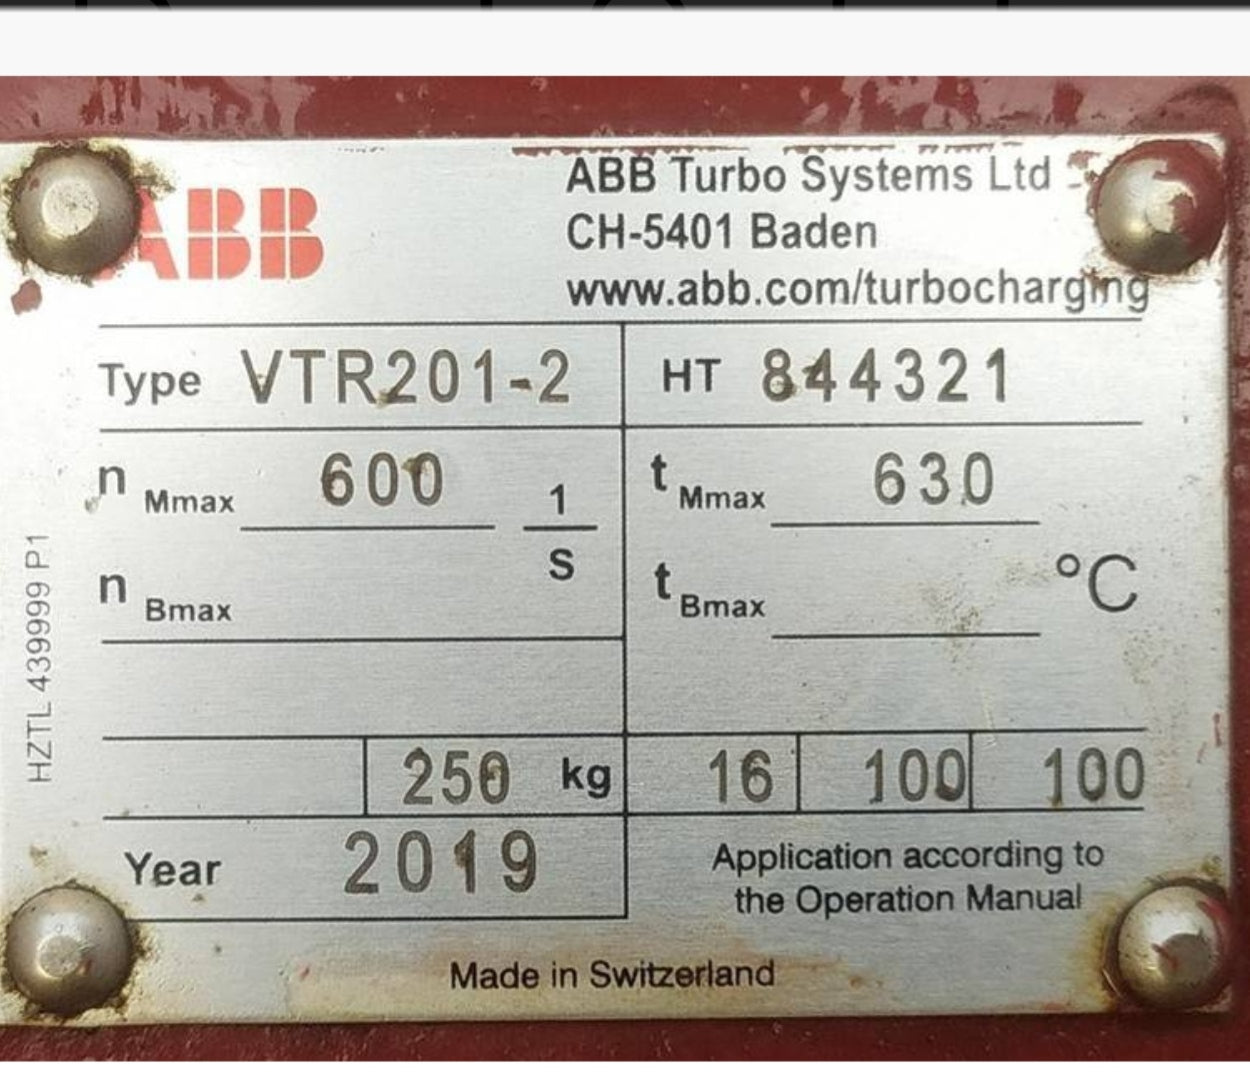 ABB
ABB Turbo Systems Ltd
CH-5401 Baden
www.abb.com/turbocharging
Type VTR201-2 HT 844321
n Mmax 600 1/S t Mmax 630
n Bmax t Bmax °C
250 kg 16 100 100
Year 2019
Application according to
the Operation Manual
Made in Switzerland
HZTL 439999 P1